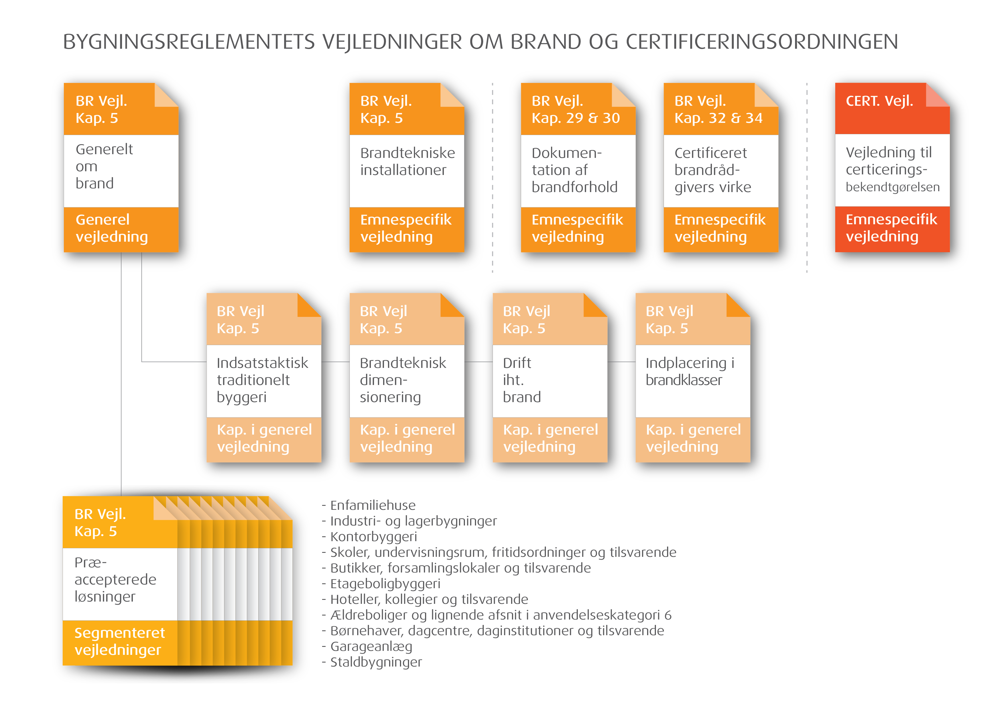 BYGNINGSREGLEMENTETS VEJLEDNINGER OM BRAND OG CERTIFICERINGSORDNINGEN
BR Vejl.
Kap. 5
Generelt
om
brand
Generel
vejledning
BR Vejl.
Kap. 5
Brandtekniske
installationer
Emnespecifik
vejledning
BR Vejl.
Kap. 29 & 30
Dokumen-
tation af
brandforhold
Emnespecifik
vejledning
BR Vejl.
Kap. 32 & 34
Certificeret
brandråd-
givers virke
Emnespecifik
vejledning
CERT. Vejl.
Vejledning til
certicerings-
bekendtgørelsen
Emnespecifik
vejledning
BR Vejl
Kap. 5
Indsatstaktisk
traditionelt
byggeri
Kap. i generel
vejledning
BR Vejl
Kap. 5
Brandteknisk
dimen-
sionering
Kap. i generel
vejledning
BR Vejl
Kap. 5
Drift
iht.
brand
Kap. i generel
vejledning
BR Vejl
Kap. 5
Indplacering i
brandklasser
Kap. i generel
vejledning
BR Vejl.
Kap. 5
Præ-
accepterede
løsninger
Segmenteret
vejledninger
- Enfamiliehuse
- Industri- og lagerbygninger
- Kontorbyggeri
- Skoler, undervisningsrum, fritidsordninger og tilsvarende
- Butikker, forsamlingslokaler og tilsvarende
- Etageboligbyggeri
- Hoteller, kollegier og tilsvarende
- Ældreboliger og lignende afsnit i anvendelseskategori 6
- Børnehaver, dagcentre, daginstitutioner og tilsvarende
- Garageanlæg
- Staldbygninger